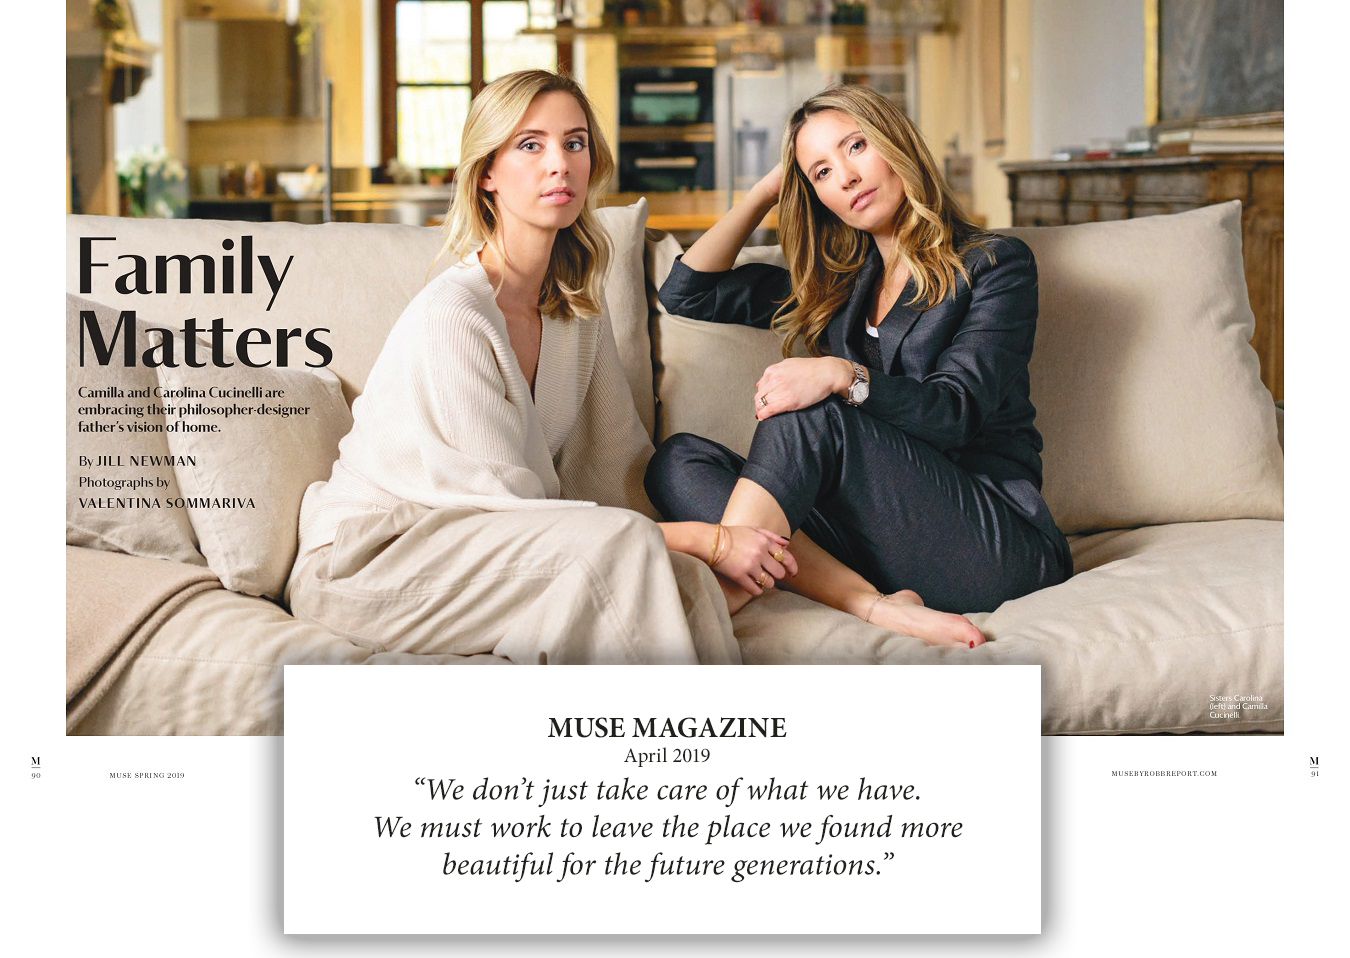 Family
Matters
Camilla and Carolina Cucinelli are
embracing their philosopher-designer
father's vision of home.
By JILL NEWMAN
Photographs by
VALENTINA SOMMARIVA
Sisters Carolina
(left) and Camilla
Cucinelli.
M
90
MUSE SPRING 2019
MUSEBYROBBREPORT.COM
M
91
MUSE MAGAZINE
April 2019
“We don’t just take care of what we have.
We must work to leave the place we found more
beautiful for the future generations.”